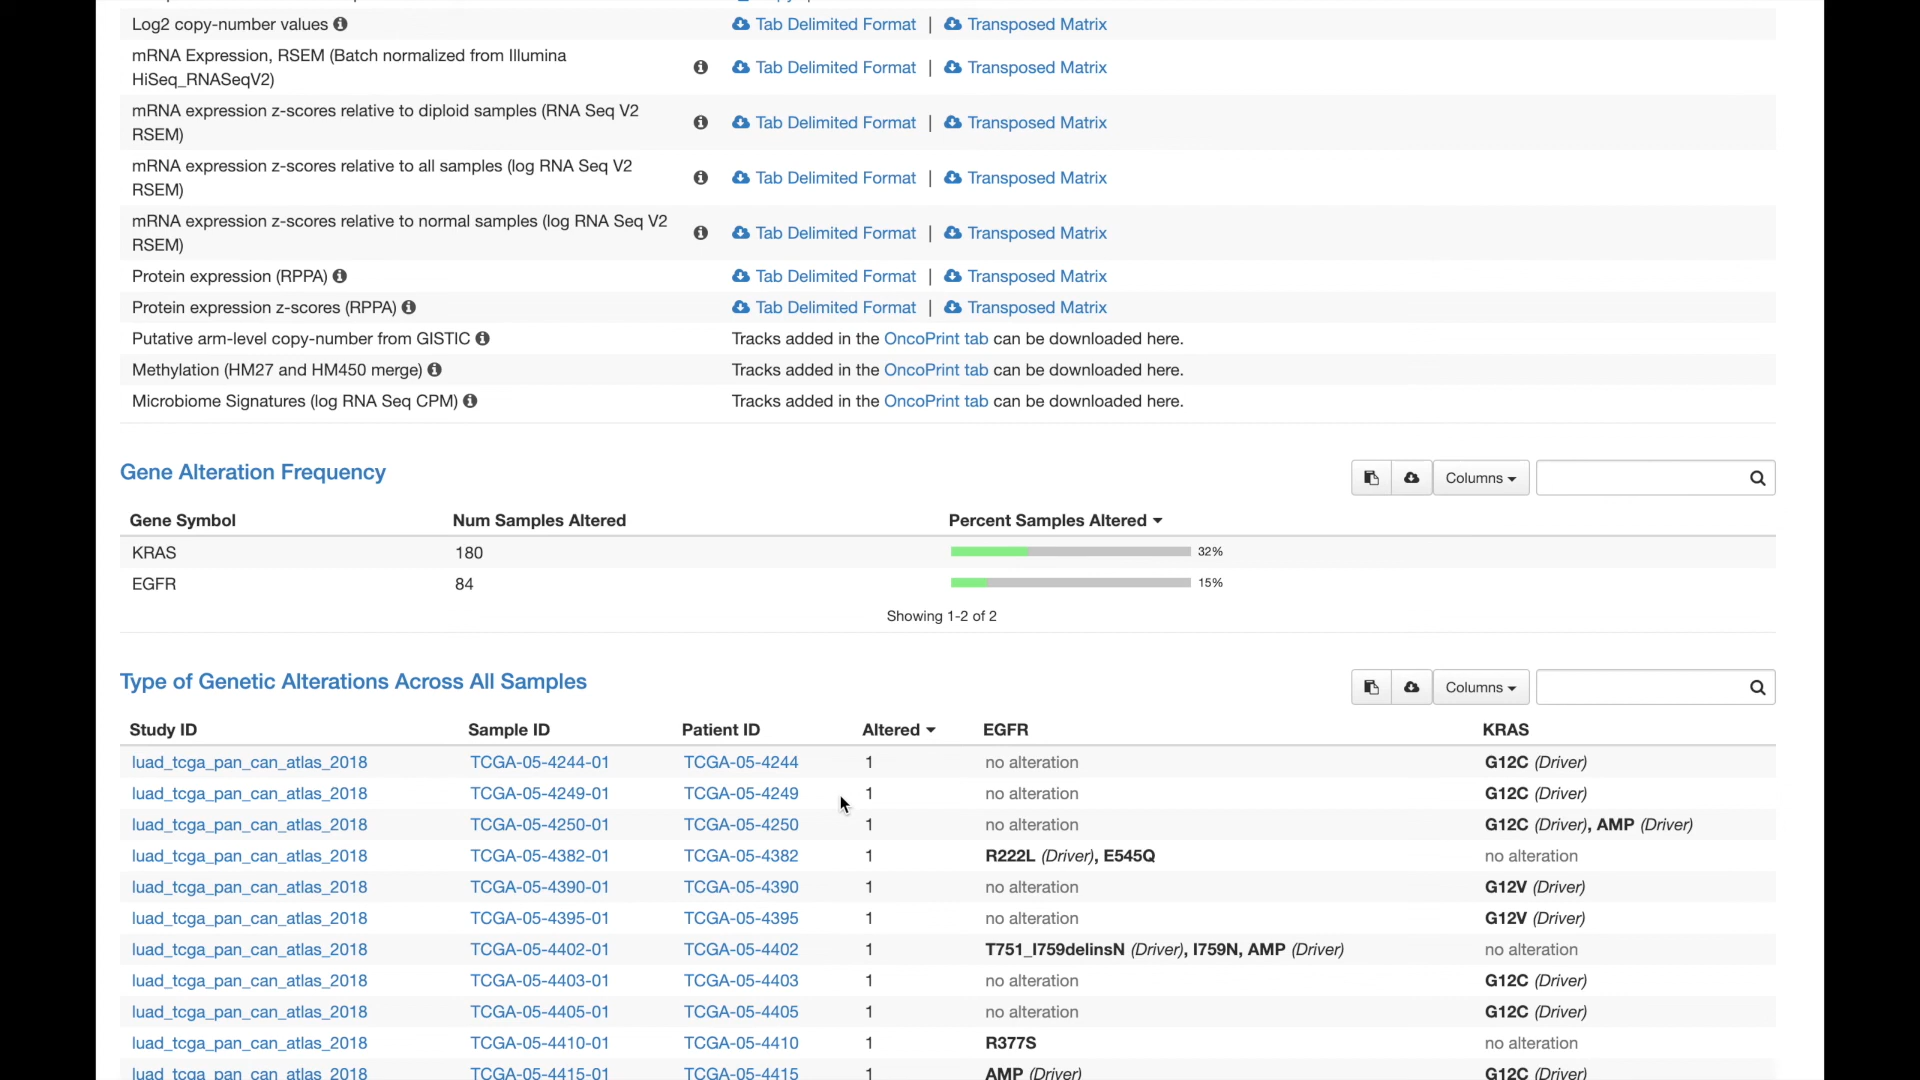 Log2 copy-number values Tab Delimited Format | Transposed Matrix
mRNA Expression, RSEM (Batch normalized from Illumina
HiSeq_RNASeqV2) Tab Delimited Format | Transposed Matrix
mRNA expression z-scores relative to diploid samples (RNA Seq V2
RSEM) Tab Delimited Format | Transposed Matrix
mRNA expression z-scores relative to all samples (log RNA Seq V2
RSEM) Tab Delimited Format | Transposed Matrix
mRNA expression z-scores relative to normal samples (log RNA Seq V2
RSEM) Tab Delimited Format | Transposed Matrix
Protein expression (RPPA) Tab Delimited Format | Transposed Matrix
Protein expression z-scores (RPPA) Tab Delimited Format | Transposed Matrix
Putative arm-level copy-number from GISTIC Tracks added in the OncoPrint tab can be downloaded here.
Methylation (HM27 and HM450 merge) Tracks added in the OncoPrint tab can be downloaded here.
Microbiome Signatures (log RNA Seq CPM) Tracks added in the OncoPrint tab can be downloaded here.
Gene Alteration Frequency Columns
Gene Symbol Num Samples Altered Percent Samples Altered
KRAS 180 32%
EGFR 84 15%
Showing 1-2 of 2
Type of Genetic Alterations Across All Samples Columns
Study ID Sample ID Patient ID Altered EGFR KRAS
luad_tcga_pan_can_atlas_2018 TCGA-05-4244-01 TCGA-05-4244 1 no alteration G12C (Driver)
luad_tcga_pan_can_atlas_2018 TCGA-05-4249-01 TCGA-05-4249 1 no alteration G12C (Driver)
luad_tcga_pan_can_atlas_2018 TCGA-05-4250-01 TCGA-05-4250 1 no alteration G12C (Driver), AMP (Driver)
luad_tcga_pan_can_atlas_2018 TCGA-05-4382-01 TCGA-05-4382 1 R222L (Driver), E545Q no alteration
luad_tcga_pan_can_atlas_2018 TCGA-05-4390-01 TCGA-05-4390 1 no alteration G12V (Driver)
luad_tcga_pan_can_atlas_2018 TCGA-05-4395-01 TCGA-05-4395 1 no alteration G12V (Driver)
luad_tcga_pan_can_atlas_2018 TCGA-05-4402-01 TCGA-05-4402 1 T751_I759delinsN (Driver), I759N, AMP (Driver) no alteration
luad_tcga_pan_can_atlas_2018 TCGA-05-4403-01 TCGA-05-4403 1 no alteration G12C (Driver)
luad_tcga_pan_can_atlas_2018 TCGA-05-4405-01 TCGA-05-4405 1 no alteration G12C (Driver)
luad_tcga_pan_can_atlas_2018 TCGA-05-4410-01 TCGA-05-4410 1 R377S no alteration
luad_tcga_pan_can_atlas_2018 TCGA-05-4415-01 TCGA-05-4415 1 AMP (Driver) G12C (Driver)